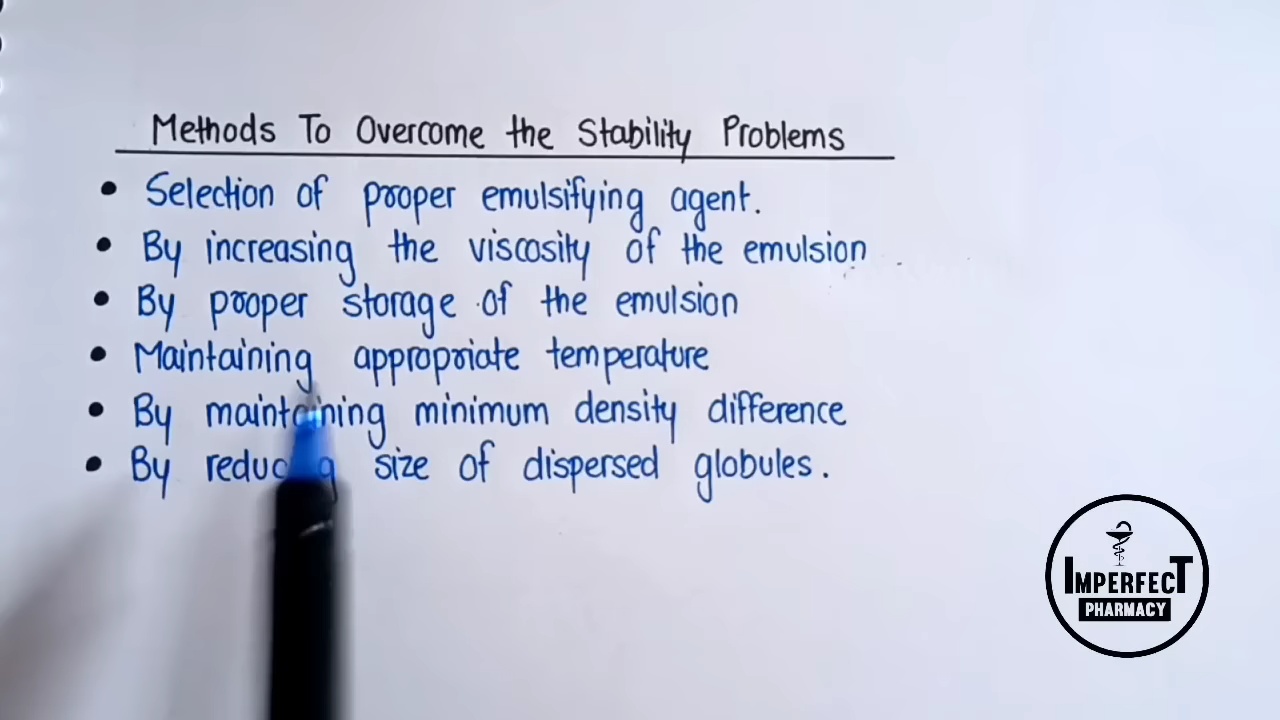 Methods To Overcome the Stability Problems
• Selection of proper emulsifying agent.
• By increasing the viscosity of the emulsion
• By proper storage of the emulsion
• Maintaining appropriate temperature
• By maintaining minimum density difference
• By reducing size of dispersed globules.
IMPERFECT
PHARMACY